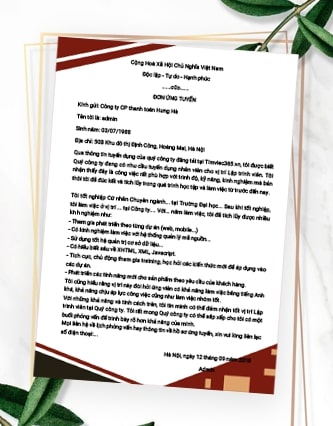 Cộng Hoà Xã Hội Chủ Nghĩa Việt Nam
Độc lập - Tự do - Hạnh phúc
ĐƠN ỨNG TUYỂN
Kính gửi: Công ty CP thanh toán Hưng Hà
Tên tôi là: admin
Sinh năm: 03/07/1988
Địa chỉ: 50B Khu đô thị Định Công, Hoàng Mai, Hà Nội
Qua thông tin tuyển dụng của quý công ty đăng tải tại Timviec365.vn, tôi được biết
Quý công ty đang có nhu cầu tuyển dụng nhân viên cho vị trí Lập trình viên. Tôi
nhận thấy đây là công việc rất phù hợp với trình độ, kỹ năng, kinh nghiệm mà bản
thân tôi đã đúc kết và tích lũy trong quá trình học tập và làm việc từ trước đến nay.
Tôi tốt nghiệp Cử nhân Chuyên ngành... tại Trường Đại học... Sau khi tốt nghiệp,
tôi làm việc ở vị trí ... tại Công ty... Với... năm làm việc, tôi đã tích lũy được nhiều
kinh nghiệm như:
- Tham gia phát triển theo từng dự án (web, mobile...)
- Có kinh nghiệm làm việc với hệ thống quản lý mã nguồn...
- Sử dụng tốt hệ quản trị cơ sở dữ liệu...
- Có hiểu biết sâu về XHTML, XML, Javascript.
- Tích cực, chủ động tham gia training, học hỏi các kiến thức mới để áp dụng vào
các dự án.
- Phát triển các tính năng mới cho sản phẩm theo yêu cầu của khách hàng.
Tôi cũng hiểu rằng vị trí này đòi hỏi ứng viên có khả năng làm việc bằng tiếng Anh
khá, khả năng chịu áp lực công việc cũng như làm việc nhóm tốt.
Với những khả năng và tính cách trên, tôi tin mình có thể đảm nhận tốt vị trí Lập
trình viên tại Quý công ty. Tôi rất mong Quý công ty có thể sắp xếp cho tôi có một
buổi phỏng vấn để trình bày rõ hơn khả năng của mình.
Mọi liên hệ về lịch phỏng vấn hay thông tin về hồ sơ ứng tuyển, xin vui lòng liên lạc
số điện thoại:...
Hà Nội, ngày 12 tháng 09 năm
Admin